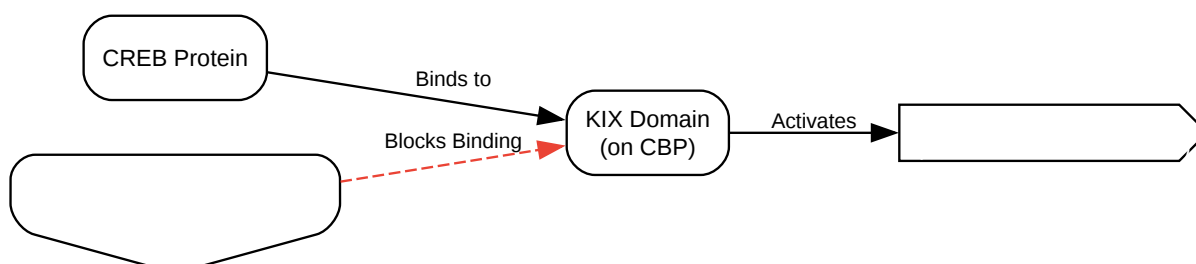 CREB Protein
Binds to
Blocks Binding
KIX Domain
(on CBP)
Activates